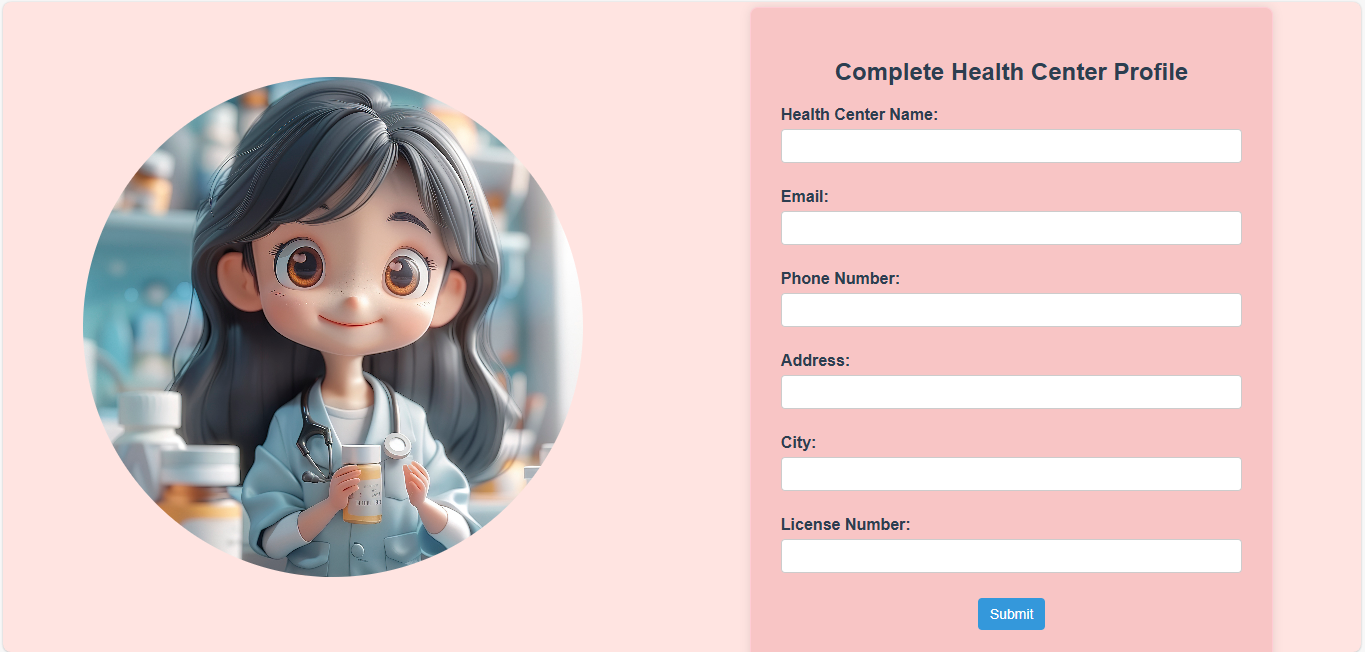 Complete Health Center Profile
Health Center Name:
Email:
Phone Number:
Address:
City:
License Number:
Submit